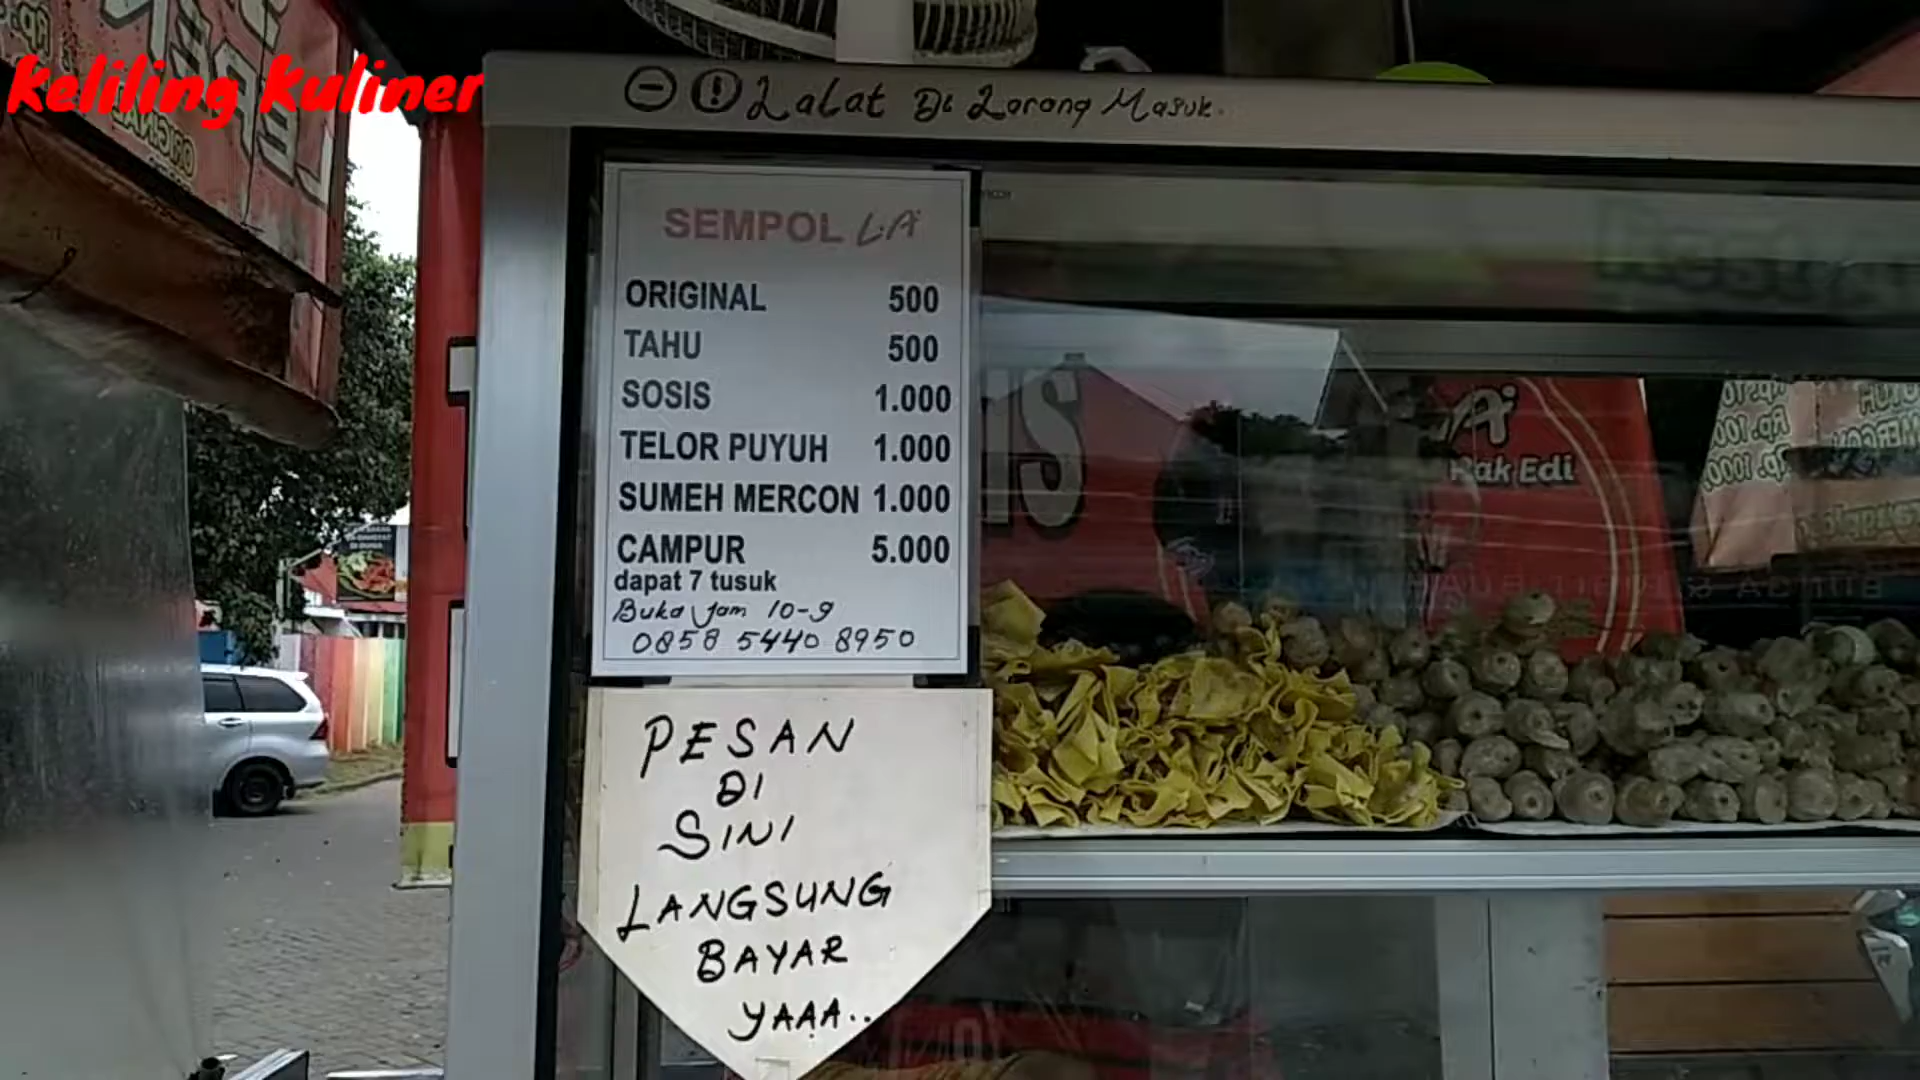 Keliling Kuliner
Lalat Di Lorong Masuk.
SEMPOL LAi
ORIGINAL 500
TAHU 500
SOSIS 1.000
TELOR PUYUH 1.000
SUMEH MERCON 1.000
CAMPUR 5.000
dapat 7 tusuk
Buka Jam 10-9
0858 5440 8950
PESAN
DI
SINI
LANGSUNG
BAYAR
YAAA..
Pak Edi